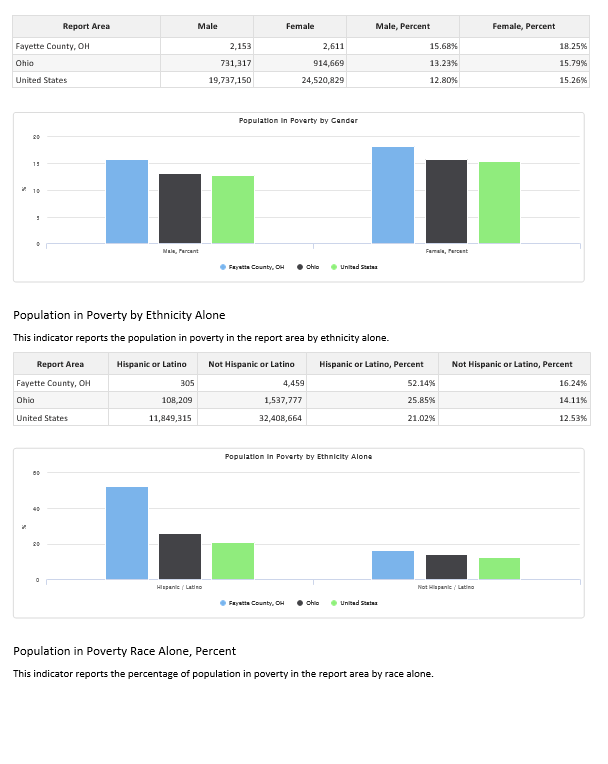 Report Area Male Female Male, Percent Female, Percent
Fayette County, OH 2,153 2,611 15.68% 18.25%
Ohio 731,317 914,669 13.23% 15.79%
United States 19,737,150 24,520,829 12.80% 15.26%
Population in Poverty by Gender
20
15
10
5
0
%
Male, Percent Female, Percent
Fayette County, OH Ohio United States
Population in Poverty by Ethnicity Alone
This indicator reports the population in poverty in the report area by ethnicity alone.
Report Area Hispanic or Latino Not Hispanic or Latino Hispanic or Latino, Percent Not Hispanic or Latino, Percent
Fayette County, OH 305 4,459 52.14% 16.24%
Ohio 108,209 1,537,777 25.85% 14.11%
United States 11,849,315 32,408,664 21.02% 12.53%
Population in Poverty by Ethnicity Alone
60
40
20
0
%
Hispanic / Latino Not Hispanic / Latino
Fayette County, OH Ohio United States
Population in Poverty Race Alone, Percent
This indicator reports the percentage of population in poverty in the report area by race alone.